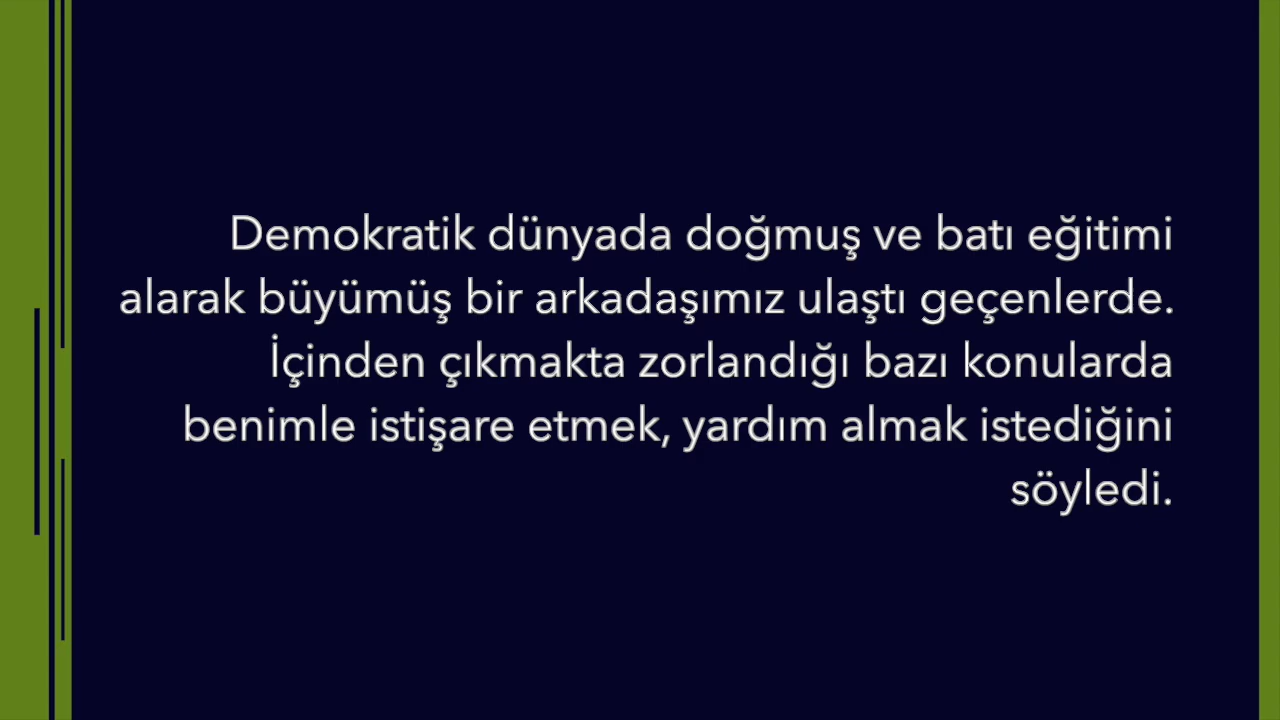 Demokratik dünyada doğmuş ve batı eğitimi
alarak büyümüş bir arkadaşımız ulaştı geçenlerde.
İçinden çıkmakta zorlandığı bazı konularda
benimle istişare etmek, yardım almak istediğini
söyledi.